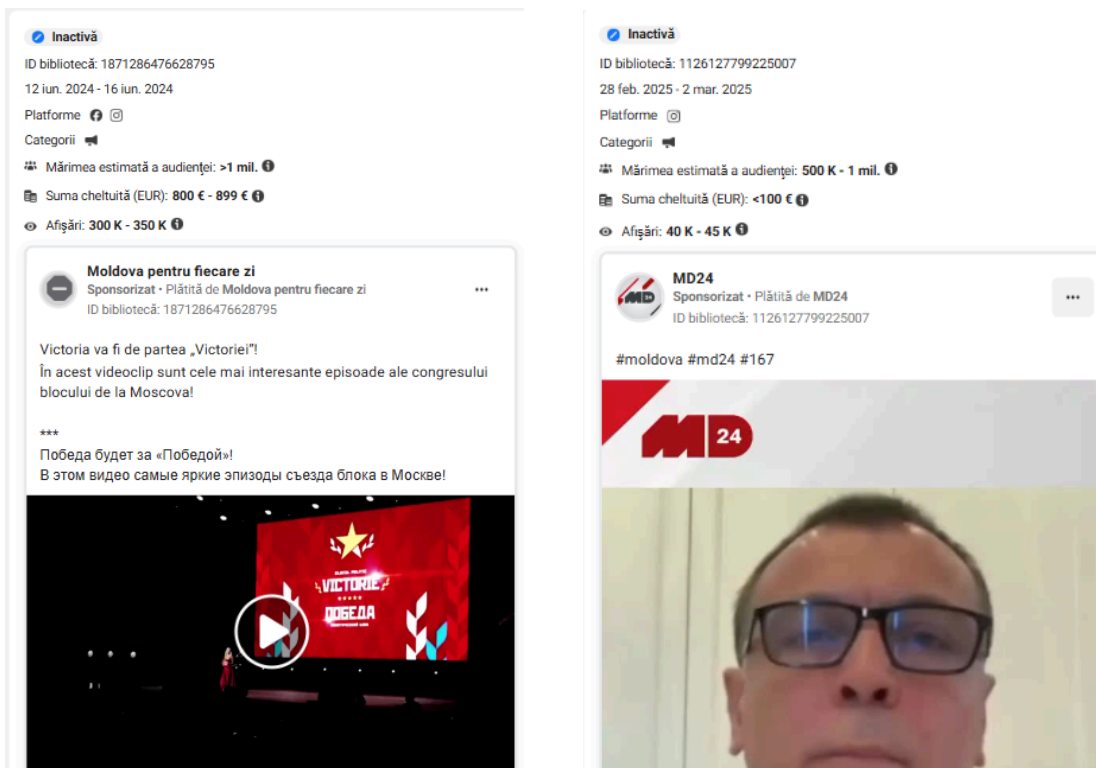 Inactivă
ID bibliotecă: 1871286476628795
12 iun. 2024 - 16 iun. 2024
Platforme
Categorii
Mărimea estimată a audienței: >1 mil.
Suma cheltuită (EUR): 800 € - 899 €
Afișări: 300 K - 350 K
Moldova pentru fiecare zi
Sponsorizat • Plătită de Moldova pentru fiecare zi
ID bibliotecă: 1871286476628795
Victoria va fi de partea „Victoriei”!
În acest videoclip sunt cele mai interesante episoade ale congresului
blocului de la Moscova!
***
Победа будет за «Победой»!
В этом видео самые яркие эпизоды съезда блока в Москве!
BLOCUL POLITIC
VICTORIE
ПОБЕДА
Inactivă
ID bibliotecă: 1126127799225007
28 feb. 2025 - 2 mar. 2025
Platforme
Categorii
Mărimea estimată a audienței: 500 K - 1 mil.
Suma cheltuită (EUR): <100 €
Afișări: 40 K - 45 K
MD24
Sponsorizat • Plătită de MD24
ID bibliotecă: 1126127799225007
#moldova #md24 #167
MD 24